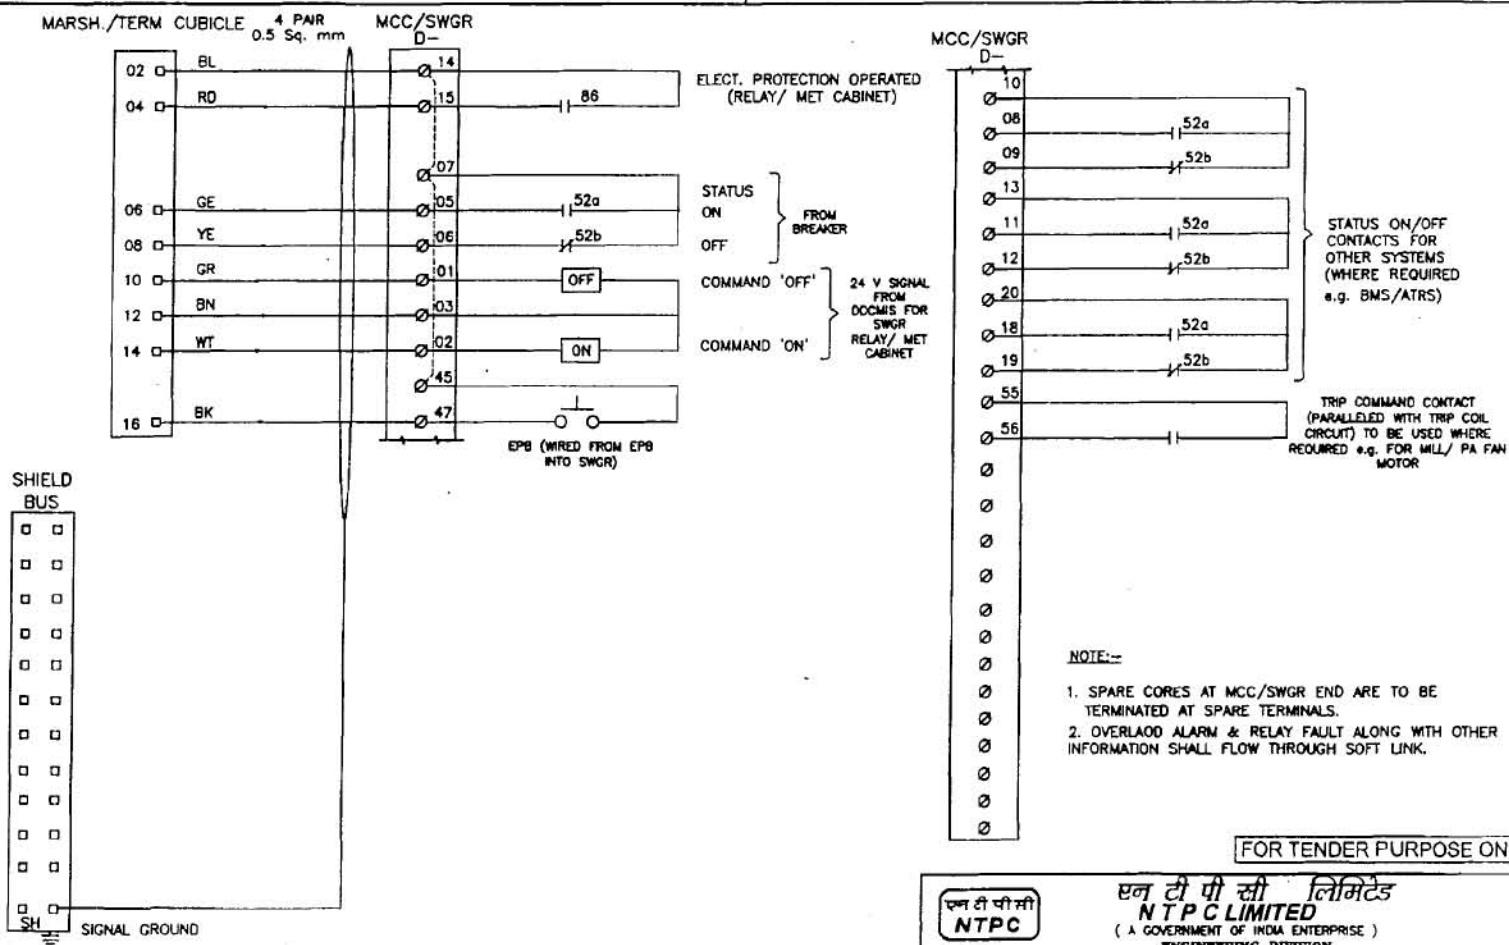 MARSH./TERM CUBICLE
4 PAIR
0.5 Sq. mm
MCC/SWGR
D-
02
BL
14
04
RD
15
86
ELECT. PROTECTION OPERATED
(RELAY/ MET CABINET)
07
06
GE
05
52a
08
YE
06
52b
STATUS
ON
OFF
FROM
BREAKER
10
GR
01
OFF
COMMAND 'OFF'
12
BN
03
14
WT
02
ON
COMMAND 'ON'
24 V SIGNAL
FROM
DDCMIS FOR
SWGR
RELAY/ MET
CABINET
45
16
BK
47
EPB (WIRED FROM EPB
INTO SWGR)
SHIELD
BUS
SH
SIGNAL GROUND
MCC/SWGR
D-
10
08
52a
09
52b
13
11
52a
12
52b
20
18
52a
19
52b
STATUS ON/OFF
CONTACTS FOR
OTHER SYSTEMS
(WHERE REQUIRED
e.g. BMS/ATRS)
55
56
TRIP COMMAND CONTACT
(PARALLELED WITH TRIP COIL
CIRCUIT) TO BE USED WHERE
REQUIRED e.g. FOR MILL/ PA FAN
MOTOR
NOTE:-
1. SPARE CORES AT MCC/SWGR END ARE TO BE
TERMINATED AT SPARE TERMINALS.
2. OVERLAOD ALARM & RELAY FAULT ALONG WITH OTHER
INFORMATION SHALL FLOW THROUGH SOFT LINK.
FOR TENDER PURPOSE ON
एन टी पी सी
NTPC
एन टी पी सी लिमिटेड
N T P C LIMITED
( A GOVERNMENT OF INDIA ENTERPRISE )
ENGINEERING DIVISION